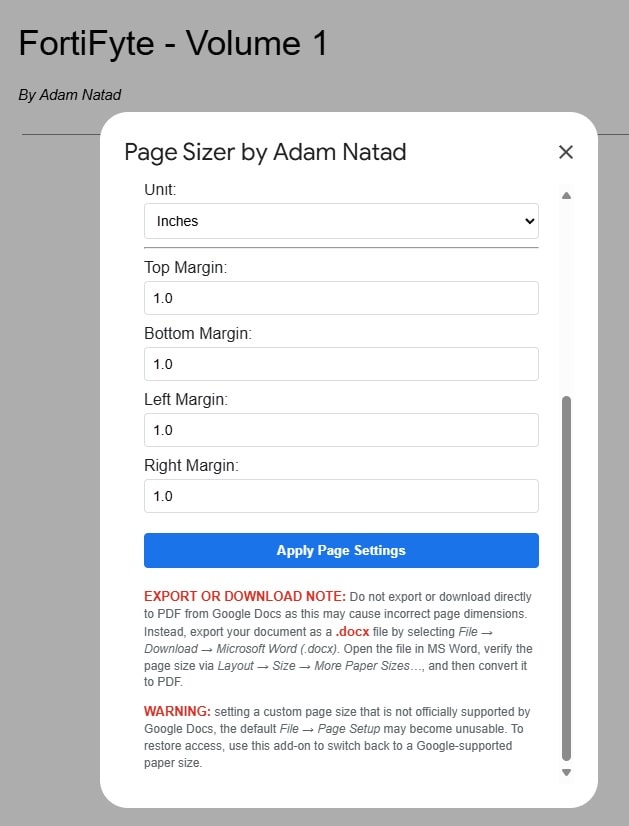 FortiFyte - Volume 1
By Adam Natad
Page Sizer by Adam Natad
Unit:
Inches
Top Margin:
1.0
Bottom Margin:
1.0
Left Margin:
1.0
Right Margin:
1.0
Apply Page Settings
EXPORT OR DOWNLOAD NOTE: Do not export or download directly
to PDF from Google Docs as this may cause incorrect page dimensions.
Instead, export your document as a .docx file by selecting File →
Download → Microsoft Word (.docx). Open the file in MS Word, verify the
page size via Layout → Size → More Paper Sizes…, and then convert it
to PDF.
WARNING: setting a custom page size that is not officially supported by
Google Docs, the default File → Page Setup may become unusable. To
restore access, use this add-on to switch back to a Google-supported
paper size.